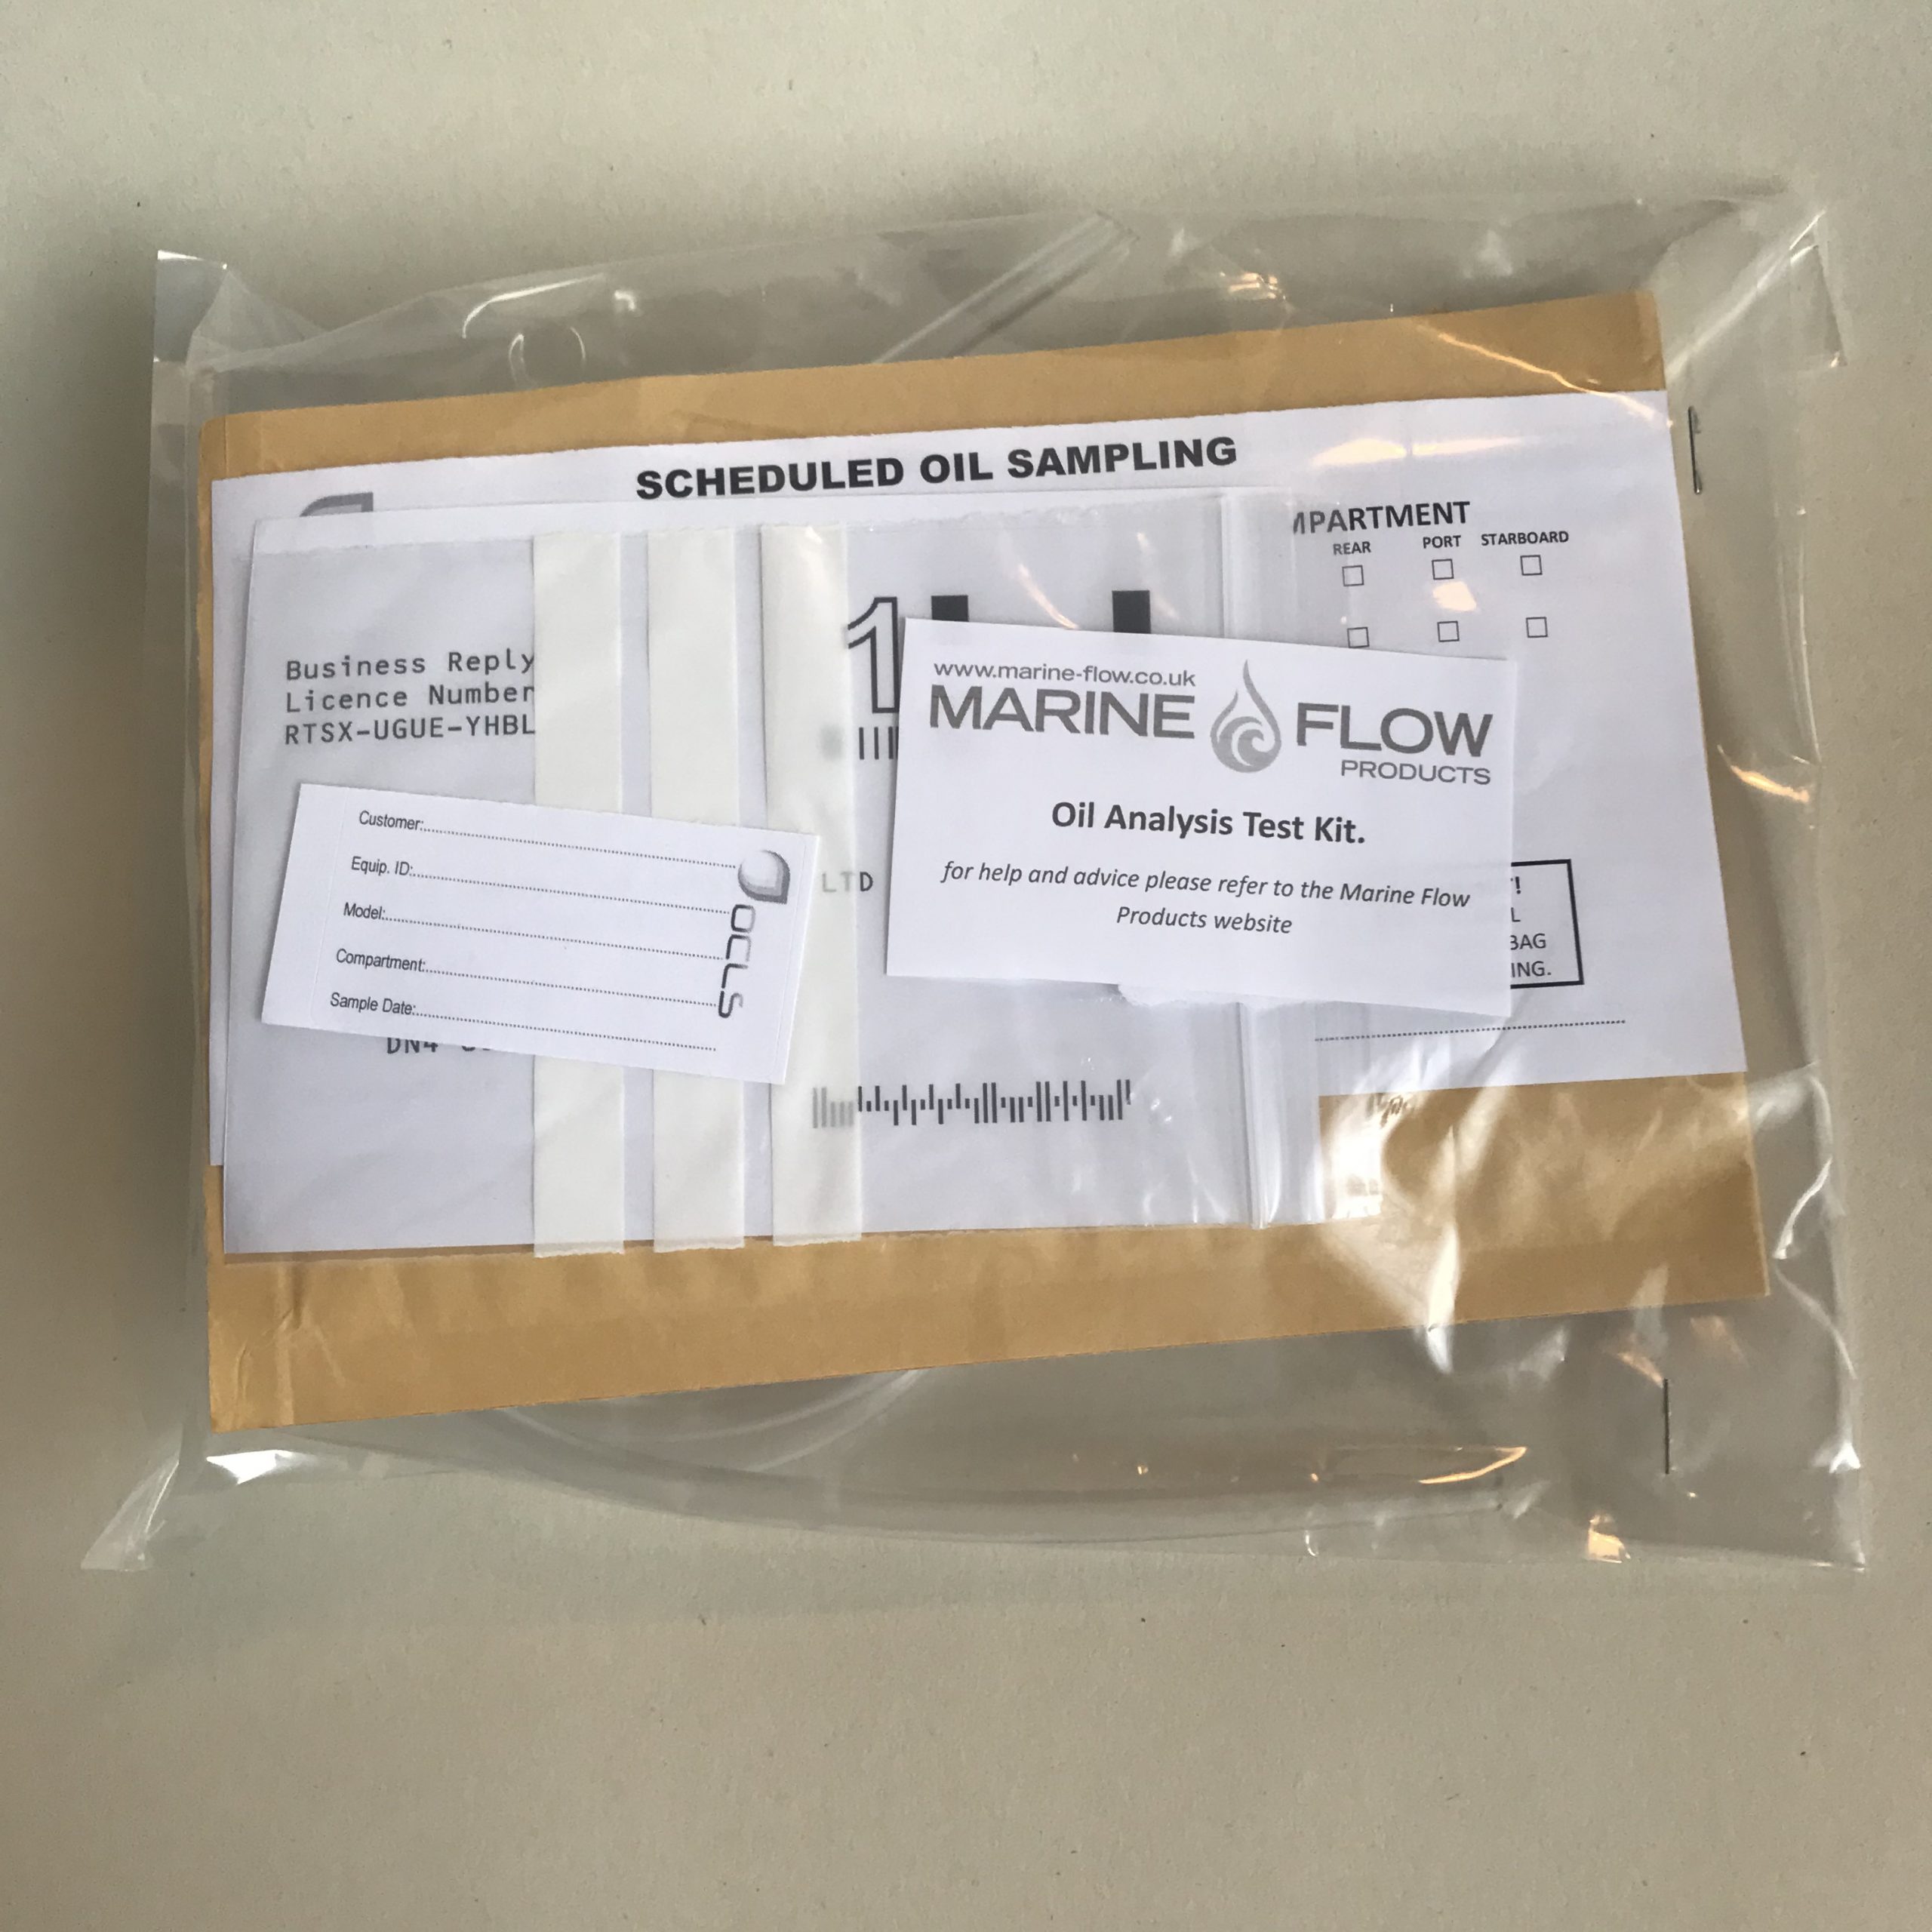 SCHEDULED OIL SAMPLING
REAR PORT STARBOARD
Business Reply
Licence Number
RTSX-UGUE-YHBL
1
LTD
DN4
Customer:
Equip. ID:
Model:
Compartment:
Sample Date:
OCLS
www.marine-flow.co.uk
MARINE FLOW
PRODUCTS
Oil Analysis Test Kit.
for help and advice please refer to the Marine Flow
Products website
BAG